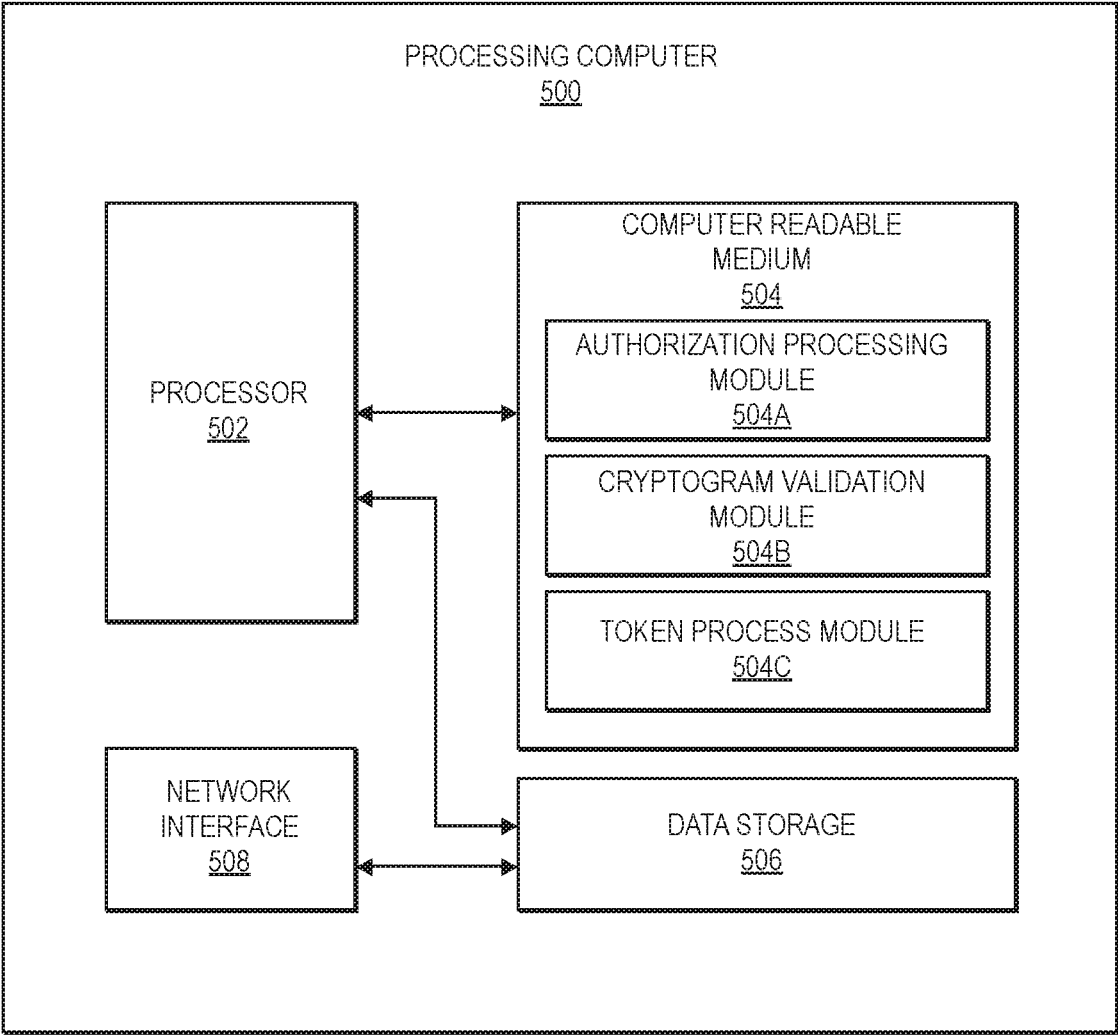 PROCESSING COMPUTER
500
PROCESSOR
502
COMPUTER READABLE
MEDIUM
504
AUTHORIZATION PROCESSING
MODULE
504A
CRYPTOGRAM VALIDATION
MODULE
504B
TOKEN PROCESS MODULE
504C
NETWORK
INTERFACE
508
DATA STORAGE
506